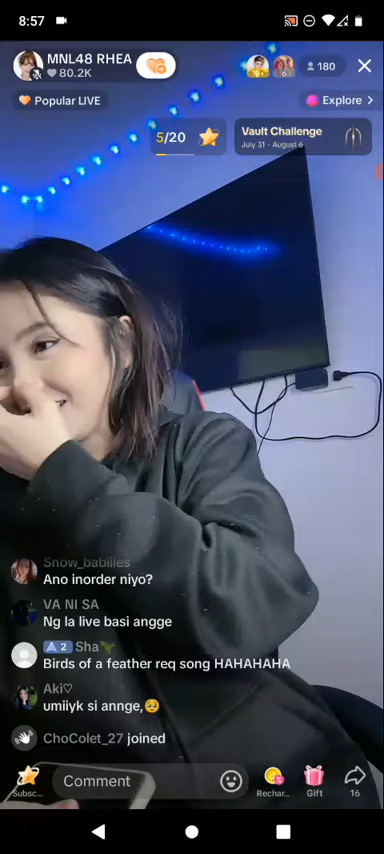 8:57
MNL48 RHEA
80.2K
180
Popular LIVE
Explore >
5/20
Vault Challenge
July 31 - August 6
Snow_babiies
Ano inorder niyo?
VA NI SA
Ng la live basi angge
2 Sha
Birds of a feather req song HAHAHAHA
Aki♡
umiiyk si annge,🥺
ChoColet_27 joined
Subsc...
Comment
Rechar...
Gift
16